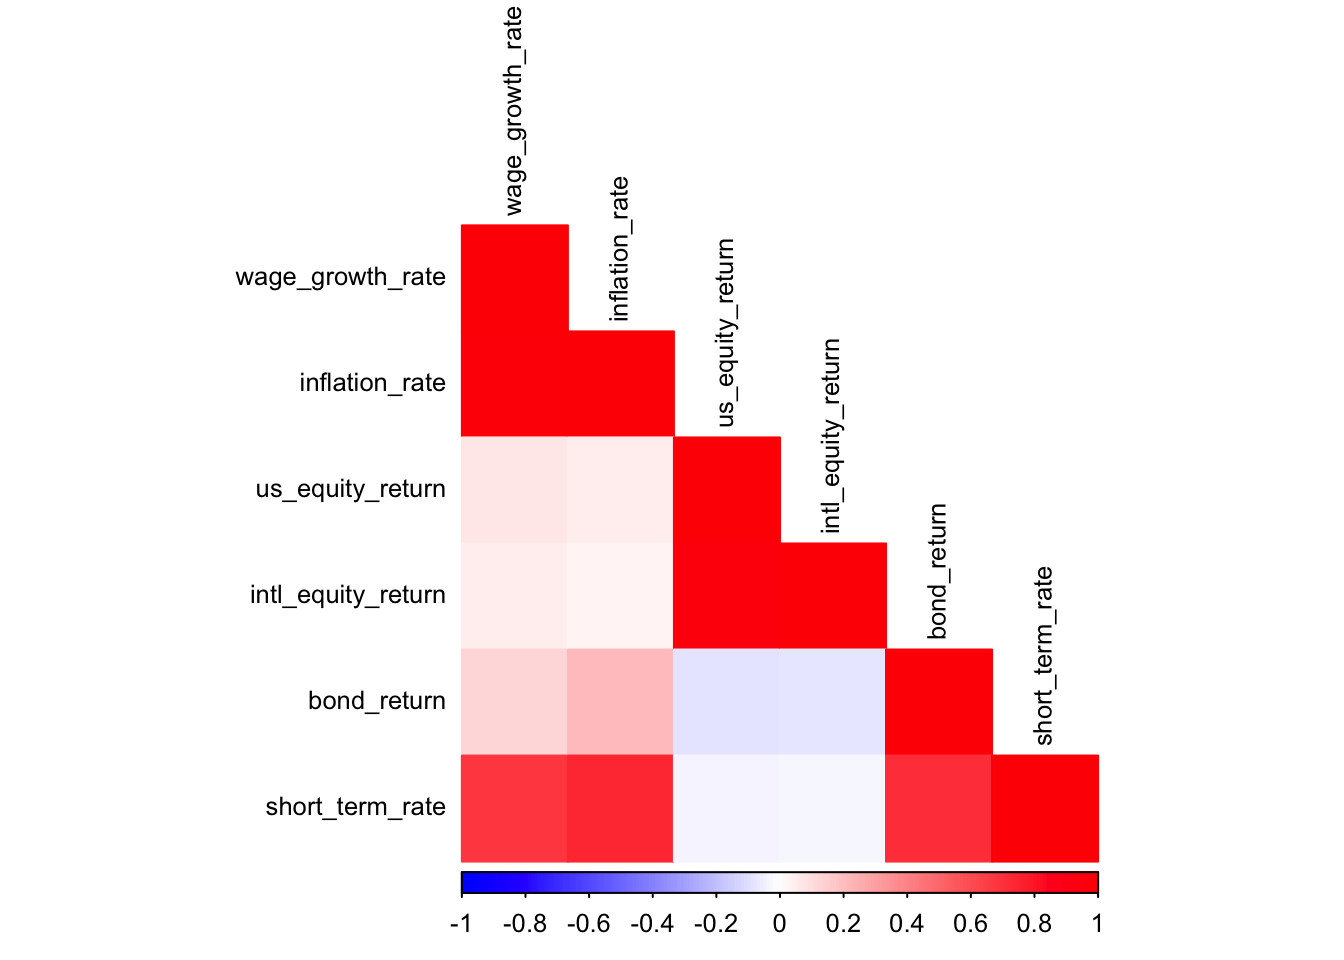 wage_growth_rate
inflation_rate
us_equity_return
intl_equity_return
bond_return
short_term_rate
wage_growth_rate
inflation_rate
us_equity_return
intl_equity_return
bond_return
short_term_rate
-1 -0.8 -0.6 -0.4 -0.2 0 0.2 0.4 0.6 0.8 1